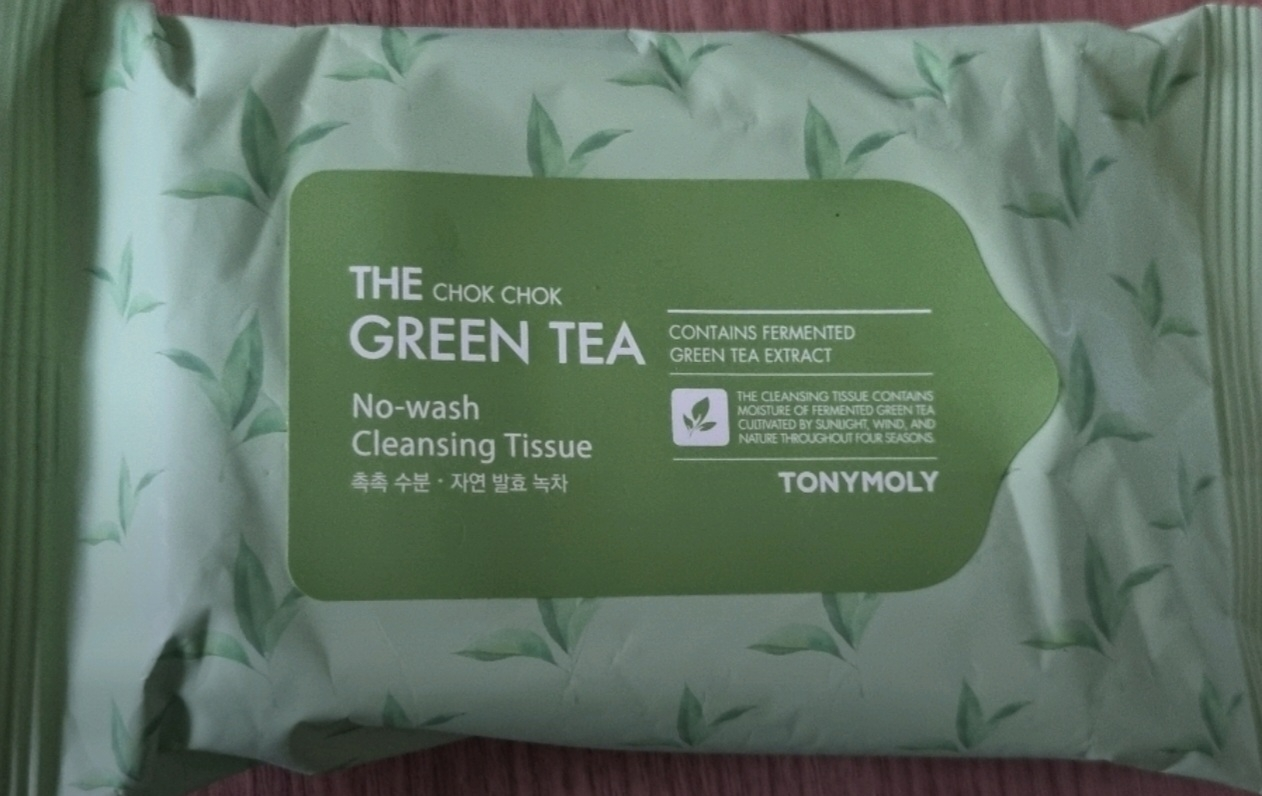 THE CHOK CHOK
GREEN TEA
No-wash
Cleansing Tissue
촉촉 수분 · 자연 발효 녹차
CONTAINS FERMENTED
GREEN TEA EXTRACT
THE CLEANSING TISSUE CONTAINS
MOISTURE OF FERMENTED GREEN TEA
CULTIVATED BY SUNLIGHT, WIND, AND
NATURE THROUGHOUT FOUR SEASONS.
TONYMOLY